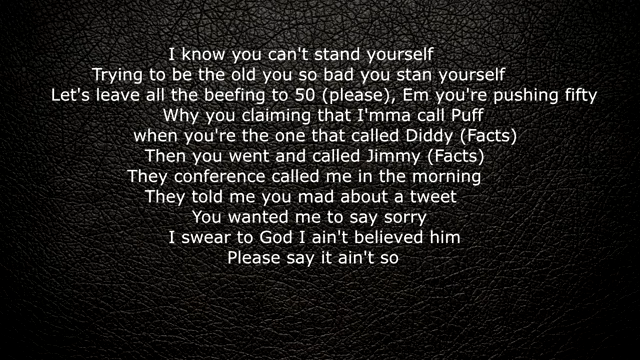 I know you can't stand yourself
Trying to be the old you so bad you stan yourself
Let's leave all the beefing to 50 (please), Em you're pushing fifty
Why you claiming that I'mma call Puff
when you're the one that called Diddy (Facts)
Then you went and called Jimmy (Facts)
They conference called me in the morning
They told me you mad about a tweet
You wanted me to say sorry
I swear to God I ain't believed him
Please say it ain't so